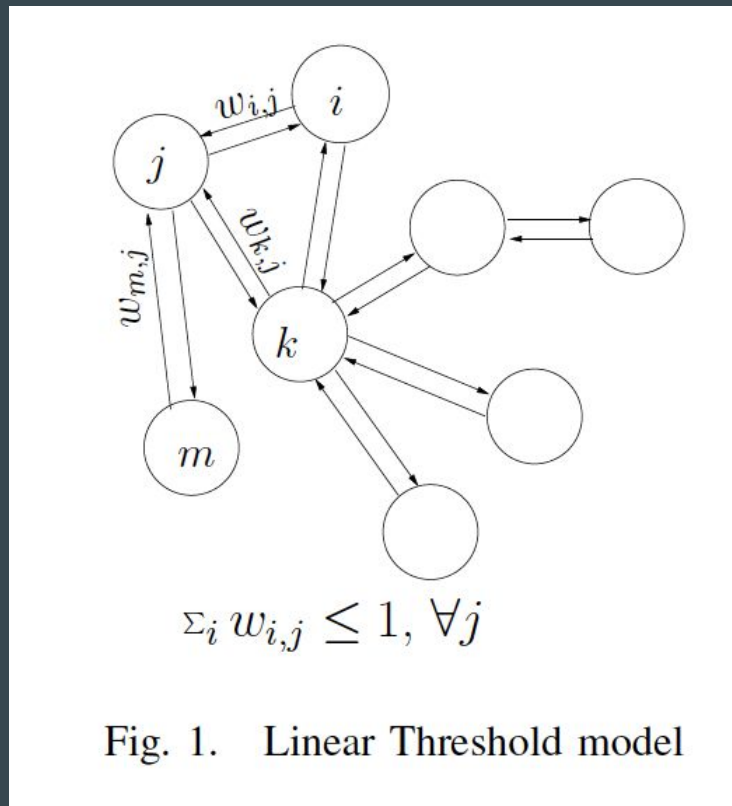 w_{i,j}
i
j
w_{k,j}
w_{m,j}
k
m
Σ_i w_{i,j} ≤ 1, ∀j
Fig. 1. Linear Threshold model